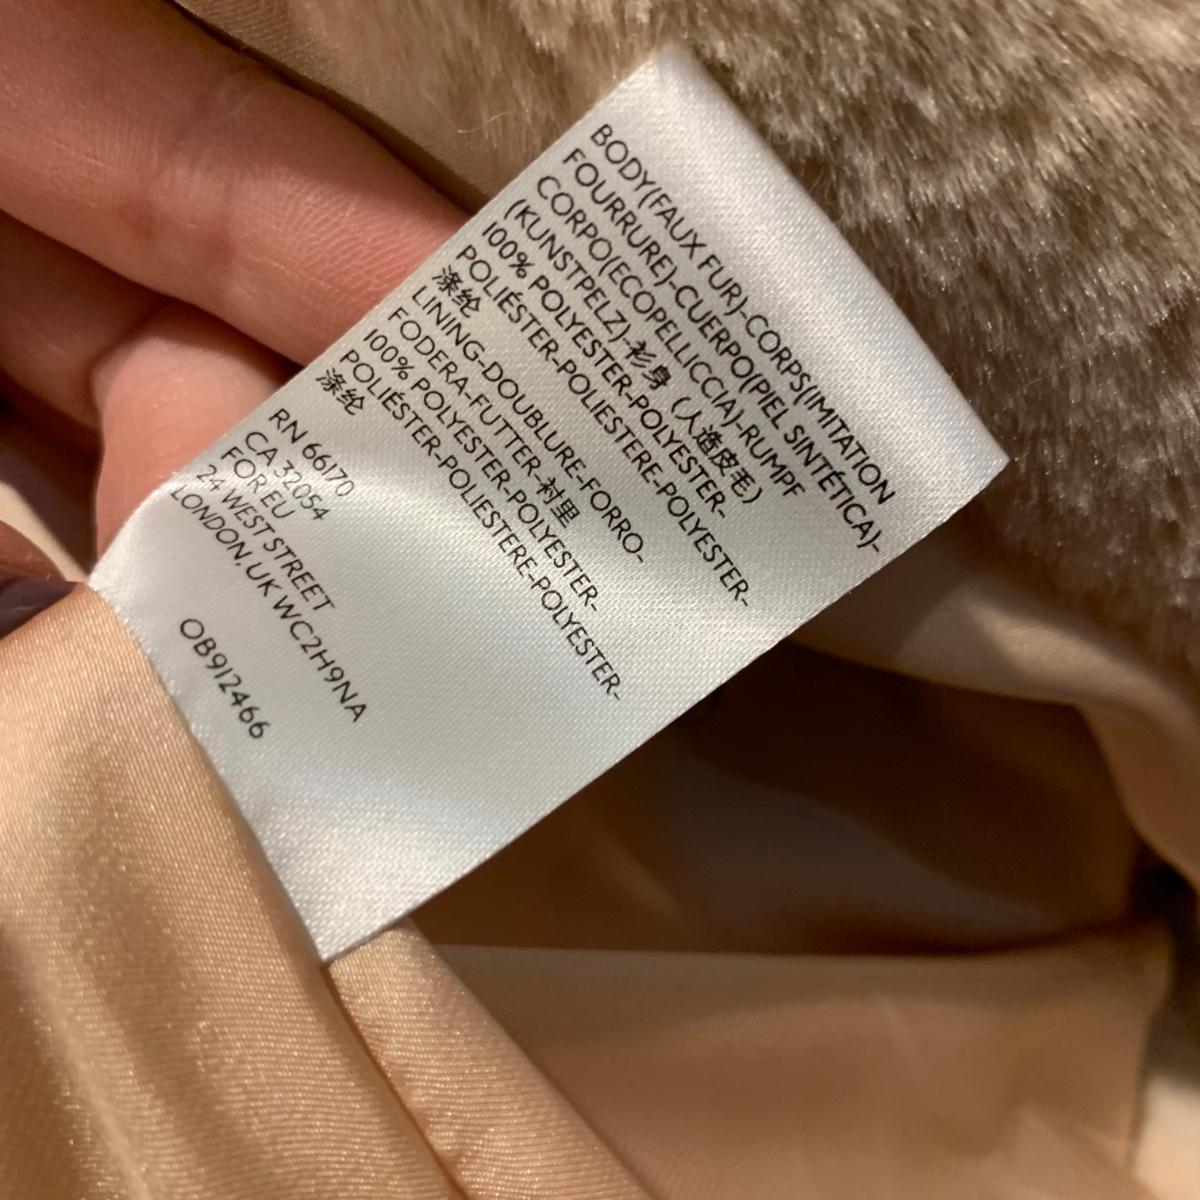 BODY(FAUX FUR)-CORPS(IMITATION
FOURRURE)-CUERPO(PIEL SINTÉTICA)-
CORPO(ECOPELLICCIA)-RUMPF
(KUNSTPELZ)-衫身（人造皮毛）
100% POLYESTER-POLYESTER-
POLIÉSTER-POLIESTERE-POLYESTER-
涤纶
LINING-DOUBLURE-FORRO-
FODERA-FUTTER-衬里
100% POLYESTER-POLYESTER-
POLIÉSTER-POLIESTERE-POLYESTER-
涤纶
RN 66170
CA 32054
FOR EU
24 WEST STREET
LONDON, UK WC2H9NA
OB912466